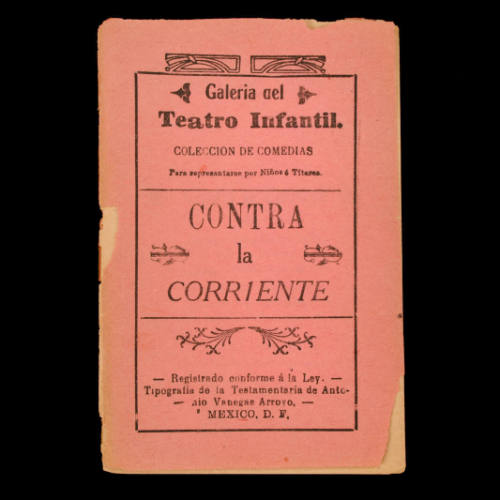 Galeria del
Teatro Infantil.
COLECCION DE COMEDIAS
Para representarse por Niños ó Títeres.
CONTRA
la
CORRIENTE
— Registrado conforme á la Ley. —
Tipografía de la Testamentaria de Anto-
— nio Vanegas Arroyo. —
MEXICO, D. F.